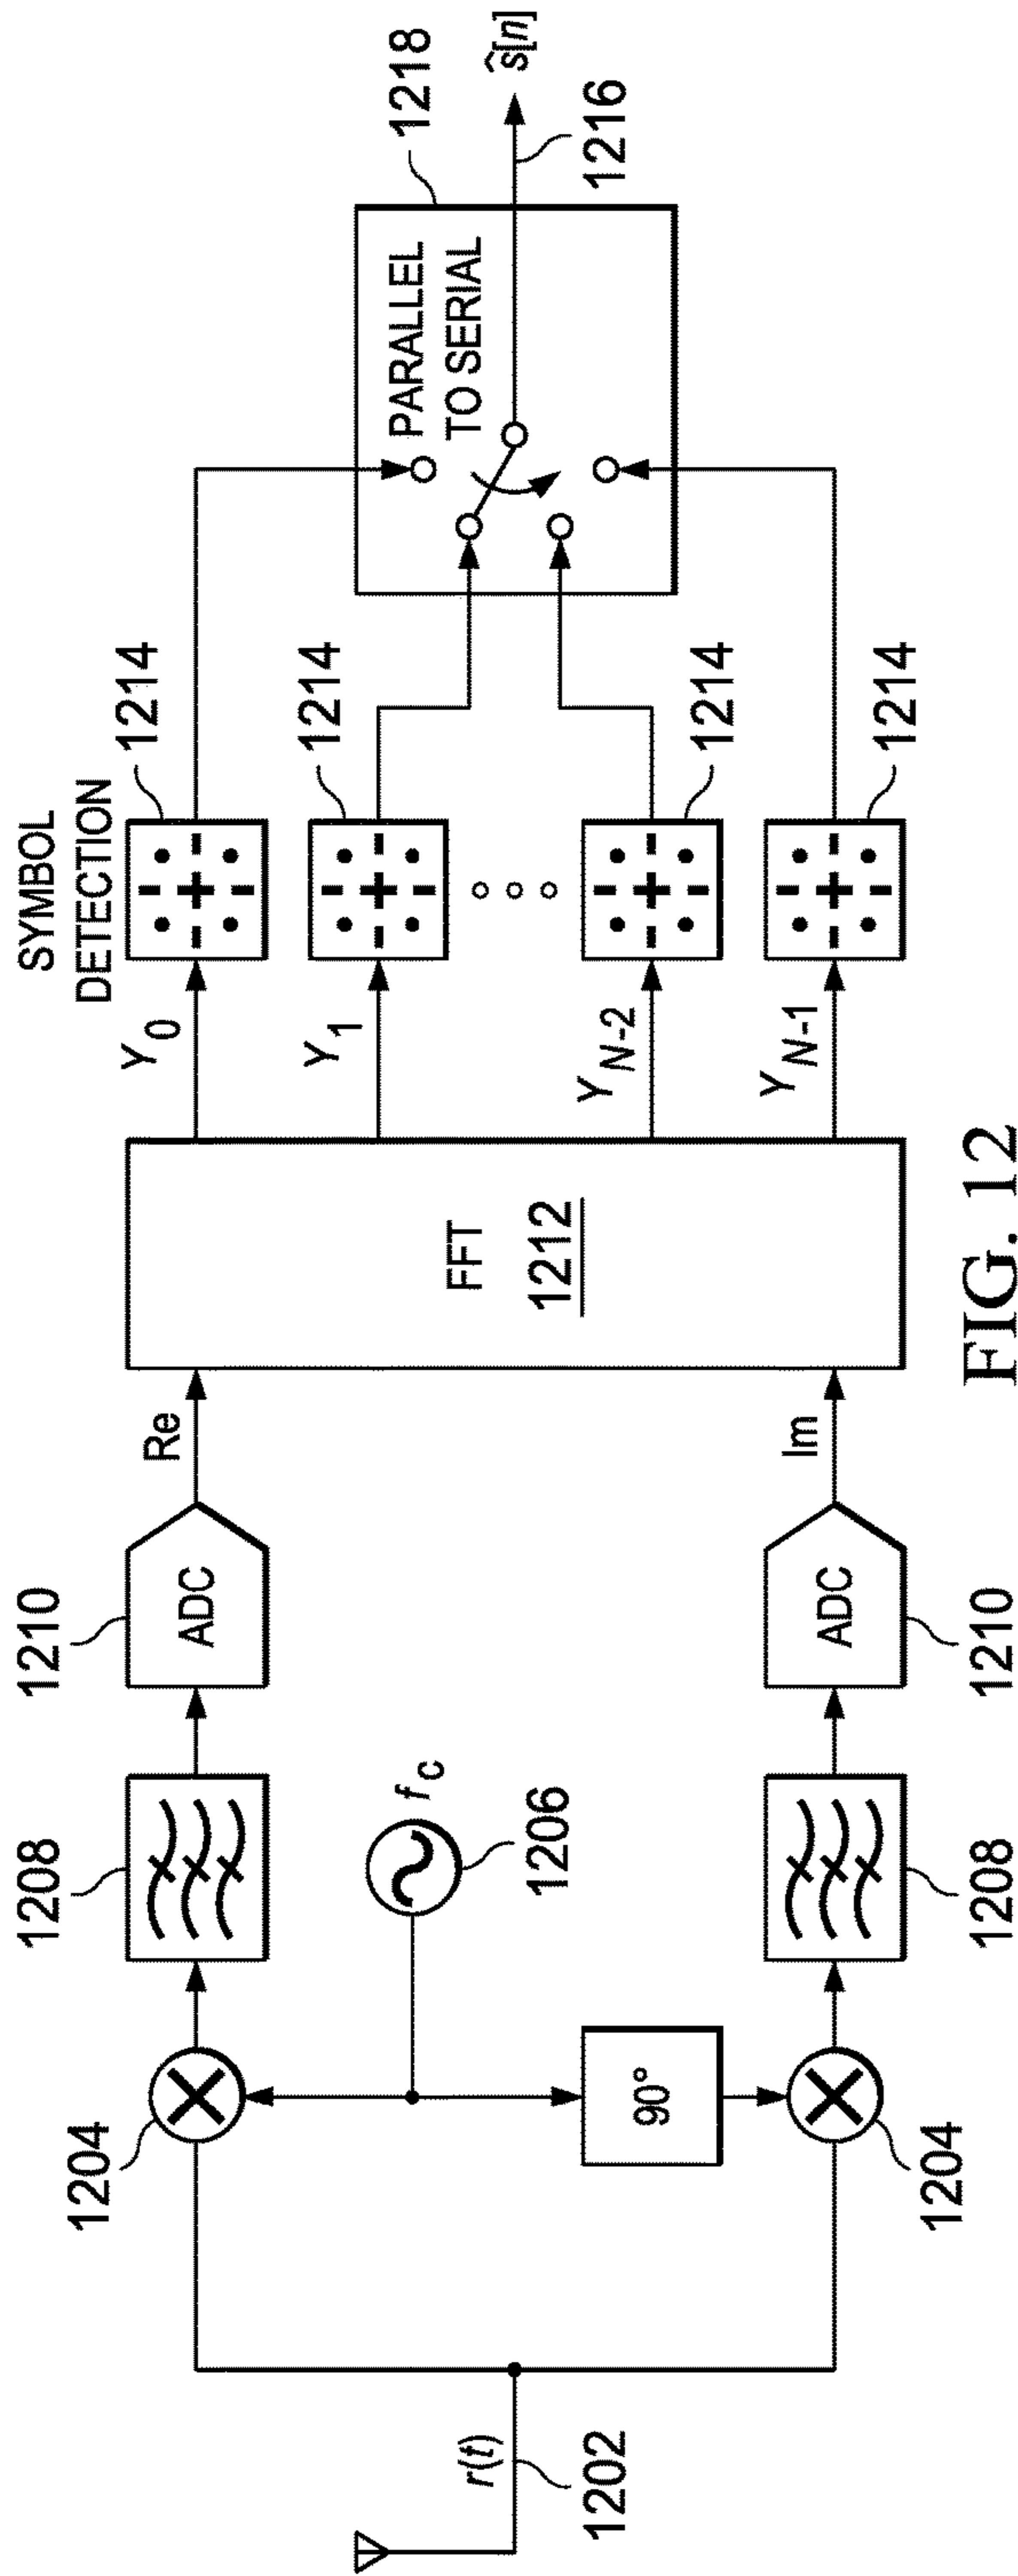 r(t)
1202
1204
1204
90°
f c
1206
1208
1208
1210
ADC
ADC
1210
Re
Im
FFT
1212
SYMBOL
DETECTION
Y0
Y1
YN-2
YN-1
1214
1214
1214
1214
PARALLEL
TO SERIAL
1218
ŝ[n]
1216
FIG. 12